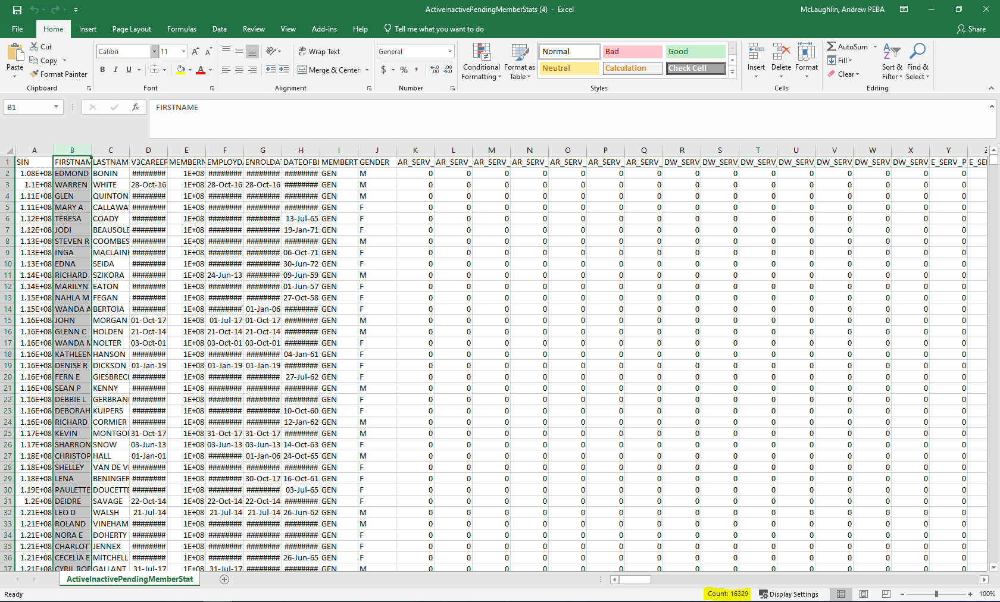 ActiveInactivePendingMemberStats (4) - Excel
McLaughlin, Andrew PEBA
File Home Insert Page Layout Formulas Data Review View Add-ins Help Tell me what you want to do Share
Paste
Cut
Copy
Format Painter
Clipboard
Calibri 11
B I U
Font
Wrap Text
Merge & Center
Alignment
General
$ % ,
Number
Conditional Formatting
Format as Table
Normal Bad Good
Neutral Calculation Check Cell
Styles
Insert Delete Format
Cells
AutoSum
Fill
Clear
Sort & Filter
Find & Select
Editing
B1 fx FIRSTNAME
A B C D E F G H I J K L M N O P Q R S T U V W X Y Z
1 SIN FIRSTNAM LASTNAM V3CAREER MEMBERN EMPLOYDA ENROLDAT DATEOFBI MEMBERT GENDER AR_SERV_ AR_SERV_ AR_SERV_ AR_SERV_ AR_SERV_ AR_SERV_ AR_SERV_ DW_SERV DW_SERV DW_SERV DW_SERV DW_SERV DW_SERV DW_SERV E_SERV_P E_SE
2 1.08E+08 EDMOND BONIN ######## 1E+08 ######## ######## ######## GEN M 0 0 0 0 0 0 0 0 0 0 0 0 0 0 0
3 1.1E+08 WARREN WHITE 28-Oct-16 1E+08 28-Oct-16 28-Oct-16 ######## GEN M 0 0 0 0 0 0 0 0 0 0 0 0 0 0 0
4 1.11E+08 GLEN QUINTON ######## 1E+08 ######## ######## ######## GEN M 0 0 0 0 0 0 0 0 0 0 0 0 0 0 0
5 1.11E+08 MARY A CALLAWA ######## 1E+08 ######## ######## ######## GEN F 0 0 0 0 0 0 0 0 0 0 0 0 0 0 0
6 1.12E+08 TERESA COADY ######## 1E+08 ######## ######## 13-Jul-65 GEN F 0 0 0 0 0 0 0 0 0 0 0 0 0 0 0
7 1.12E+08 JODI BEAUSOLE ######## 1E+08 ######## ######## 19-Jan-71 GEN F 0 0 0 0 0 0 0 0 0 0 0 0 0 0 0
8 1.13E+08 STEVEN R COOMBES ######## 1E+08 ######## ######## ######## GEN M 0 0 0 0 0 0 0 0 0 0 0 0 0 0 0
9 1.13E+08 INGA MACLAINE ######## 1E+08 ######## ######## 06-Oct-71 GEN F 0 0 0 0 0 0 0 0 0 0 0 0 0 0 0
10 1.13E+08 EDNA SEIDA ######## 1E+08 ######## ######## 30-Jun-72 GEN F 0 0 0 0 0 0 0 0 0 0 0 0 0 0 0
11 1.14E+08 RICHARD SZIKORA ######## 1E+08 24-Jun-13 ######## 09-Jun-59 GEN M 0 0 0 0 0 0 0 0 0 0 0 0 0 0 0
12 1.14E+08 MARILYN EATON ######## 1E+08 ######## ######## 01-Jun-57 GEN F 0 0 0 0 0 0 0 0 0 0 0 0 0 0 0
13 1.15E+08 NAHLA M FEGAN ######## 1E+08 ######## ######## 27-Oct-58 GEN F 0 0 0 0 0 0 0 0 0 0 0 0 0 0 0
14 1.15E+08 WANDA A BERTOIA ######## 1E+08 ######## 01-Jan-06 ######## GEN F 0 0 0 0 0 0 0 0 0 0 0 0 0 0 0
15 1.16E+08 JOHN MORGAN 01-Oct-17 1E+08 01-Jul-17 01-Oct-17 ######## GEN M 0 0 0 0 0 0 0 0 0 0 0 0 0 0 0
16 1.16E+08 GLENN C HOLDEN 21-Oct-14 1E+08 21-Oct-14 21-Oct-14 ######## GEN M 0 0 0 0 0 0 0 0 0 0 0 0 0 0 0
17 1.16E+08 WANDA M NOLTER 03-Oct-01 1E+08 03-Oct-01 03-Oct-01 ######## GEN F 0 0 0 0 0 0 0 0 0 0 0 0 0 0 0
18 1.16E+08 KATHLEEN HANSON ######## 1E+08 ######## ######## 04-Jan-61 GEN F 0 0 0 0 0 0 0 0 0 0 0 0 0 0 0
19 1.16E+08 DENISE R DICKSON 01-Jan-19 1E+08 01-Jan-19 01-Jan-19 ######## GEN F 0 0 0 0 0 0 0 0 0 0 0 0 0 0 0
20 1.16E+08 FERN E GIESBRECH ######## 1E+08 ######## ######## 27-Jul-62 GEN F 0 0 0 0 0 0 0 0 0 0 0 0 0 0 0
21 1.16E+08 SEAN P KENNY ######## 1E+08 ######## ######## ######## GEN M 0 0 0 0 0 0 0 0 0 0 0 0 0 0 0
22 1.16E+08 DEBBIE L GERBRAN ######## 1E+08 ######## ######## ######## GEN F 0 0 0 0 0 0 0 0 0 0 0 0 0 0 0
23 1.16E+08 DEBORAH KUIPERS ######## 1E+08 ######## ######## 10-Oct-60 GEN F 0 0 0 0 0 0 0 0 0 0 0 0 0 0 0
24 1.16E+08 RICHARD CORMIER ######## 1E+08 ######## ######## 12-Jan-62 GEN M 0 0 0 0 0 0 0 0 0 0 0 0 0 0 0
25 1.17E+08 KEVIN MONTGO 31-Oct-17 1E+08 31-Oct-17 31-Oct-17 ######## GEN M 0 0 0 0 0 0 0 0 0 0 0 0 0 0 0
26 1.17E+08 SHARRON SNOW 03-Jun-13 1E+08 03-Jun-13 03-Jun-13 14-Oct-63 GEN F 0 0 0 0 0 0 0 0 0 0 0 0 0 0 0
27 1.18E+08 CHRISTOP HALL 01-Jan-01 1E+08 ######## 01-Jan-06 24-Oct-65 GEN M 0 0 0 0 0 0 0 0 0 0 0 0 0 0 0
28 1.18E+08 SHELLEY VAN DE V ######## 1E+08 ######## ######## ######## GEN F 0 0 0 0 0 0 0 0 0 0 0 0 0 0 0
29 1.18E+08 LENA BENINGER ######## 1E+08 ######## 30-Oct-17 16-Oct-61 GEN F 0 0 0 0 0 0 0 0 0 0 0 0 0 0 0
30 1.19E+08 PAULETTE DOUCETTE ######## 1E+08 ######## ######## 03-Jul-65 GEN F 0 0 0 0 0 0 0 0 0 0 0 0 0 0 0
31 1.2E+08 DEIDRE SAVAGE 22-Oct-14 1E+08 22-Oct-14 22-Oct-14 ######## GEN F 0 0 0 0 0 0 0 0 0 0 0 0 0 0 0
32 1.21E+08 LEO D WALSH 21-Jul-14 1E+08 21-Jul-14 21-Jul-14 26-Jun-62 GEN M 0 0 0 0 0 0 0 0 0 0 0 0 0 0 0
33 1.21E+08 ROLAND VINEHAM ######## 1E+08 ######## ######## ######## GEN M 0 0 0 0 0 0 0 0 0 0 0 0 0 0 0
34 1.21E+08 NORA E DOHERTY ######## 1E+08 ######## ######## ######## GEN F 0 0 0 0 0 0 0 0 0 0 0 0 0 0 0
35 1.21E+08 CHARLOT JENNEX ######## 1E+08 ######## ######## ######## GEN F 0 0 0 0 0 0 0 0 0 0 0 0 0 0 0
36 1.21E+08 CECELIA E MITCHELL ######## 1E+08 ######## ######## 26-Jun-65 GEN F 0 0 0 0 0 0 0 0 0 0 0 0 0 0 0
37 1.21E+08 CYRIL ROB GALLANT 31-Jul-17 1E+08 31-Jul-17 ######## ######## GEN M 0 0 0 0 0 0 0 0 0 0 0 0 0 0 0
ActiveInactivePendingMemberStat
Ready Count: 16329 Display Settings 100%